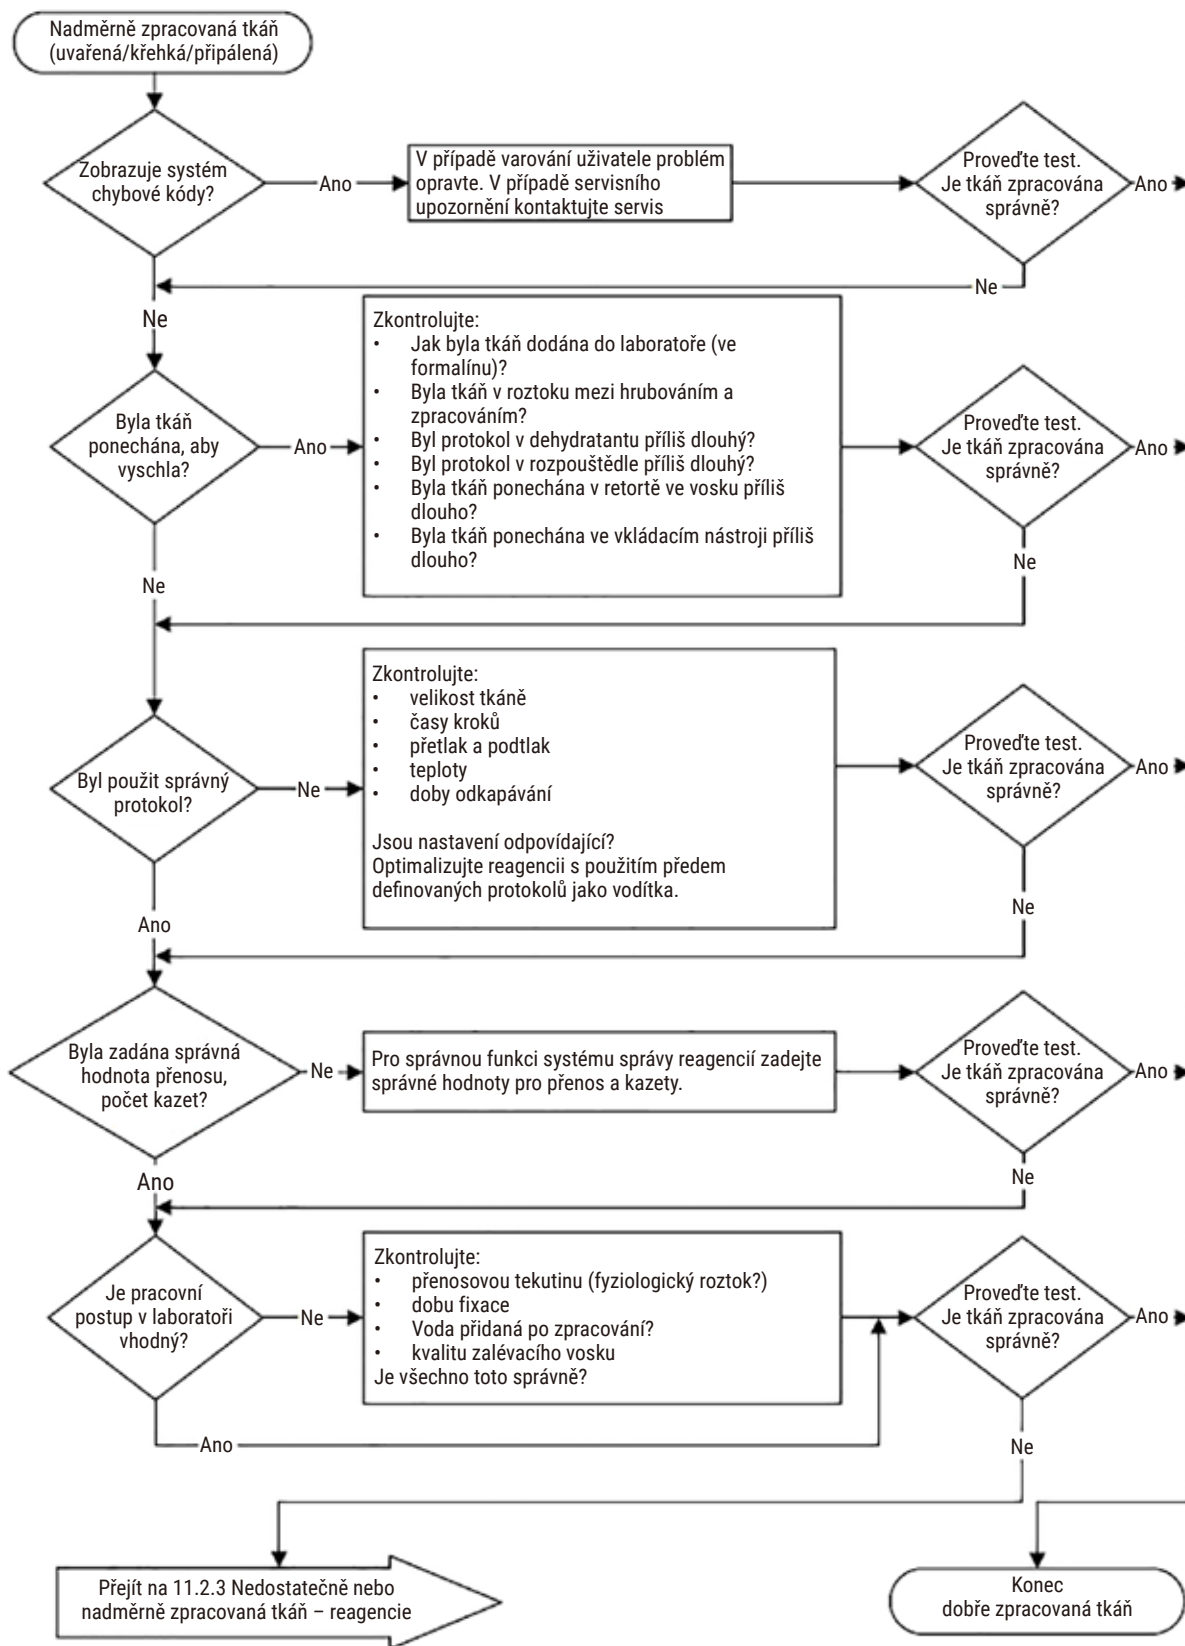 Nadměrně zpracovaná tkáň
(uvařená/křehká/připálená)
Zobrazuje systém
chybové kódy?
Ano
V případě varování uživatele problém
opravte. V případě servisního
upozornění kontaktujte servis
Proveďte test.
Je tkáň zpracována
správně?
Ano
Ne
Ne
Byla tkáň
ponechána, aby
vyschla?
Ano
Zkontrolujte:
• Jak byla tkáň dodána do laboratoře (ve
formalínu)?
• Byla tkáň v roztoku mezi hrubováním a
zpracováním?
• Byl protokol v dehydratantu příliš dlouhý?
• Byl protokol v rozpouštědle příliš dlouhý?
• Byla tkáň ponechána v retortě ve vosku příliš
dlouho?
• Byla tkáň ponechána ve vkládacím nástroji příliš
dlouho?
Proveďte test.
Je tkáň zpracována
správně?
Ano
Ne
Ne
Byl použit správný
protokol?
Ne
Zkontrolujte:
• velikost tkáně
• časy kroků
• přetlak a podtlak
• teploty
• doby odkapávání
Jsou nastavení odpovídající?
Optimalizujte reagencii s použitím předem
definovaných protokolů jako vodítka.
Proveďte test.
Je tkáň zpracována
správně?
Ano
Ne
Ano
Byla zadána správná
hodnota přenosu,
počet kazet?
Ne
Pro správnou funkci systému správy reagencií zadejte
správné hodnoty pro přenos a kazety.
Proveďte test.
Je tkáň zpracována
správně?
Ano
Ne
Ano
Je pracovní
postup v laboratoři
vhodný?
Ne
Zkontrolujte:
• přenosovou tekutinu (fyziologický roztok?)
• dobu fixace
• Voda přidaná po zpracování?
• kvalitu zalévacího vosku
Je všechno toto správně?
Proveďte test.
Je tkáň zpracována
správně?
Ano
Ano
Ne
Přejít na 11.2.3 Nedostatečně nebo
nadměrně zpracovaná tkáň – reagencie
Konec
dobře zpracovaná tkáň